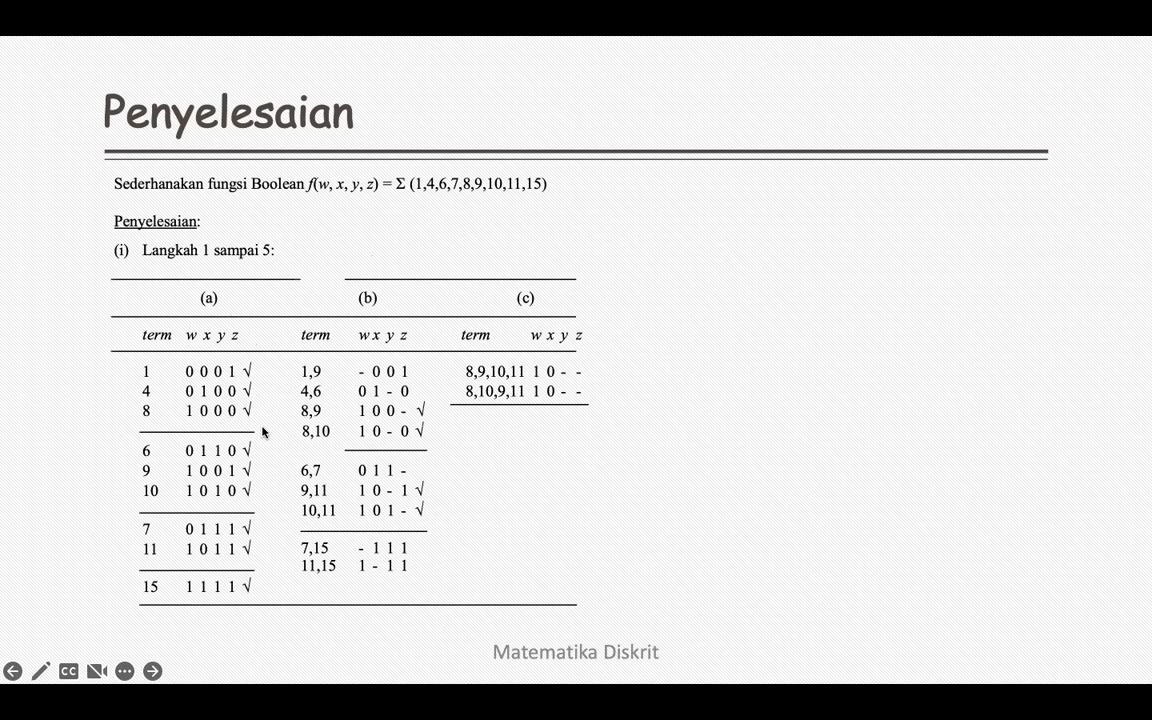 Penyelesaian
Sederhanakan fungsi Boolean f(w, x, y, z) = Σ (1,4,6,7,8,9,10,11,15)
Penyelesaian:
(i) Langkah 1 sampai 5:
(a) (b) (c)
term w x y z term w x y z term w x y z
1 0 0 0 1 √ 1,9 - 0 0 1 8,9,10,11 1 0 - -
4 0 1 0 0 √ 4,6 0 1 - 0 8,10,9,11 1 0 - -
8 1 0 0 0 √ 8,9 1 0 0 - √
8,10 1 0 - 0 √
6 0 1 1 0 √
9 1 0 0 1 √ 6,7 0 1 1 -
10 1 0 1 0 √ 9,11 1 0 - 1 √
10,11 1 0 1 - √
7 0 1 1 1 √
11 1 0 1 1 √ 7,15 - 1 1 1
11,15 1 - 1 1
15 1 1 1 1 √
Matematika Diskrit
CC